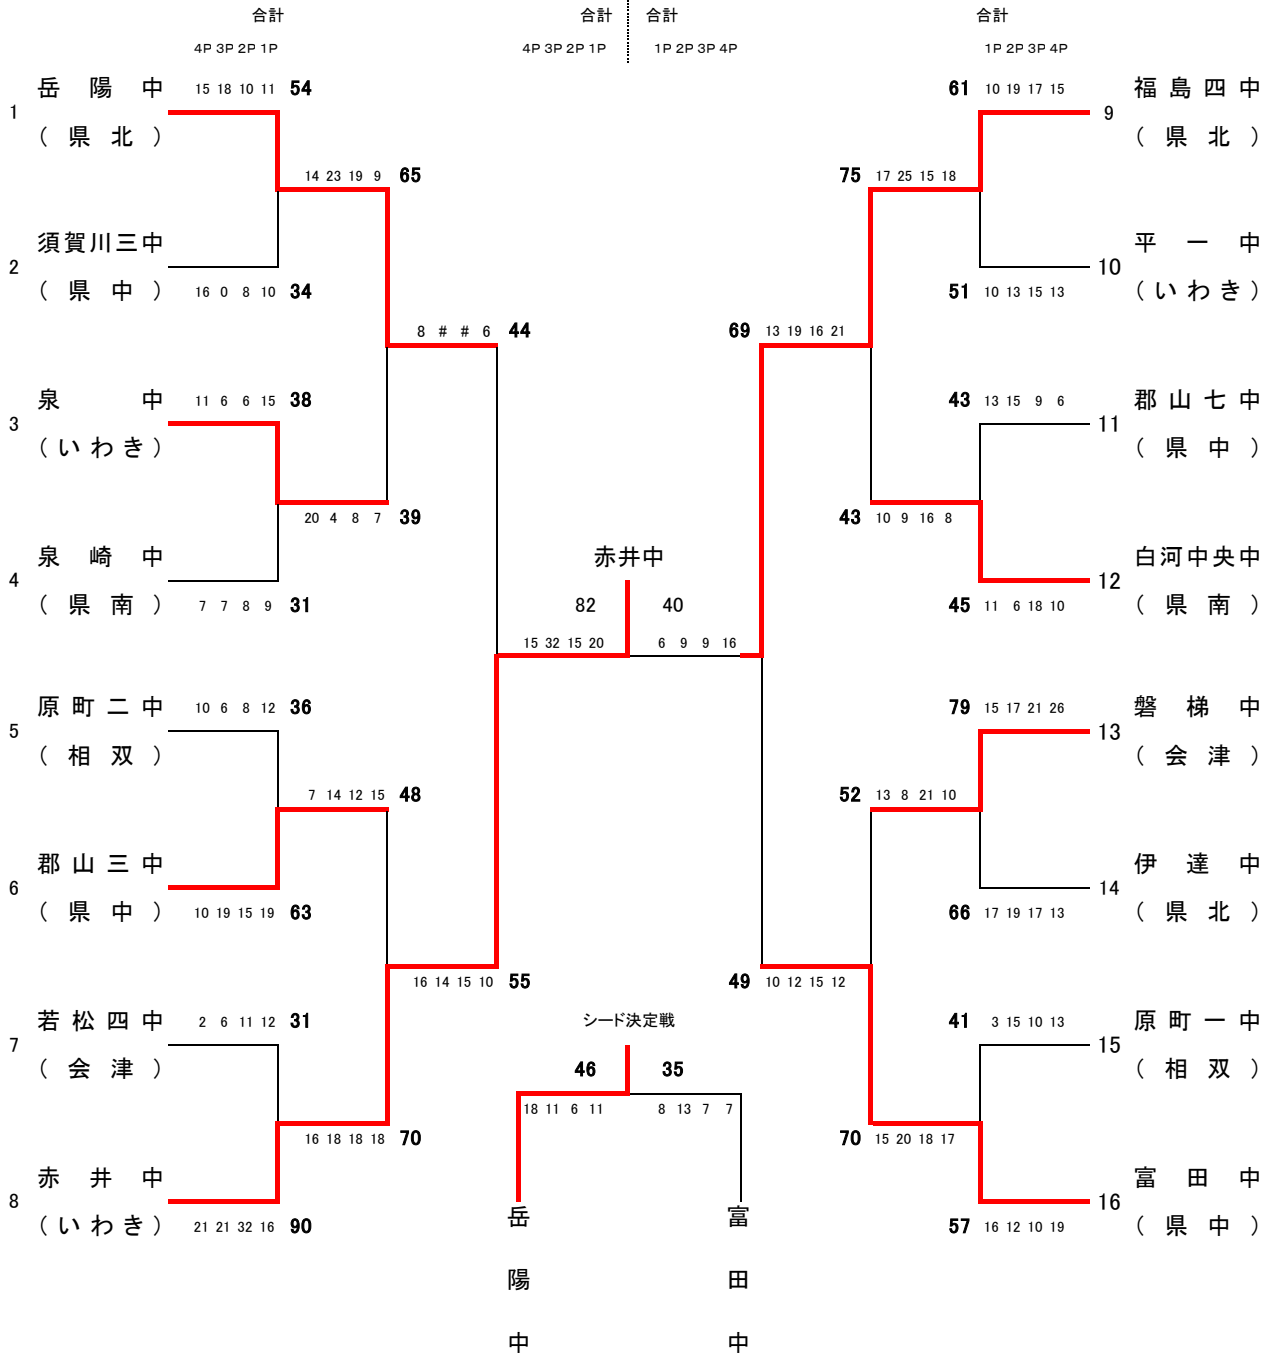 合計 合計 合計 合計
4P 3P 2P 1P 4P 3P 2P 1P 1P 2P 3P 4P 1P 2P 3P 4P
岳陽中 15 18 10 11 54 61 10 19 17 15 福島四中
1 9
(県北) (県北)
14 23 19 9 65 75 17 25 15 18
須賀川三中 平一中
2 10
(県中) 16 0 8 10 34 51 10 13 15 13 (いわき)
8 # # 6 44 69 13 19 16 21
泉中 11 6 6 15 38 43 13 15 9 6 郡山七中
3 11
(いわき) (県中)
20 4 8 7 39 43 10 9 16 8
泉崎中 赤井中 白河中央中
4 12
(県南) 7 7 8 9 31 82 40 45 11 6 18 10 (県南)
15 32 15 20 6 9 9 16
原町二中 10 6 8 12 36 79 15 17 21 26 磐梯中
5 13
(相双) (会津)
7 14 12 15 48 52 13 8 21 10
郡山三中 伊達中
6 14
(県中) 10 19 15 19 63 66 17 19 17 13 (県北)
16 14 15 10 55 49 10 12 15 12
若松四中 2 6 11 12 31 シード決定戦 41 3 15 10 13 原町一中
7 15
(会津) 46 35 (相双)
18 11 6 11 8 13 7 7
16 18 18 18 70 70 15 20 18 17
赤井中 富田中
8 16
(いわき) 21 21 32 16 90 57 16 12 10 19 (県中)
岳陽中 富田中